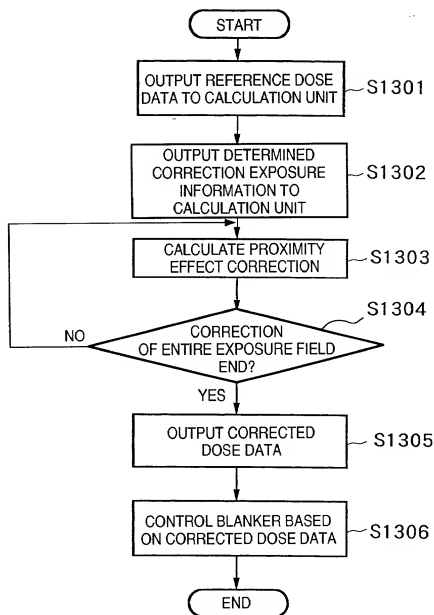 START
OUTPUT REFERENCE DOSE
DATA TO CALCULATION UNIT
S1301
OUTPUT DETERMINED
CORRECTION EXPOSURE
INFORMATION TO
CALCULATION UNIT
S1302
CALCULATE PROXIMITY
EFFECT CORRECTION
S1303
S1304
CORRECTION
OF ENTIRE EXPOSURE FIELD
END?
NO
YES
OUTPUT CORRECTED
DOSE DATA
S1305
CONTROL BLANKER BASED
ON CORRECTED DOSE DATA
S1306
END